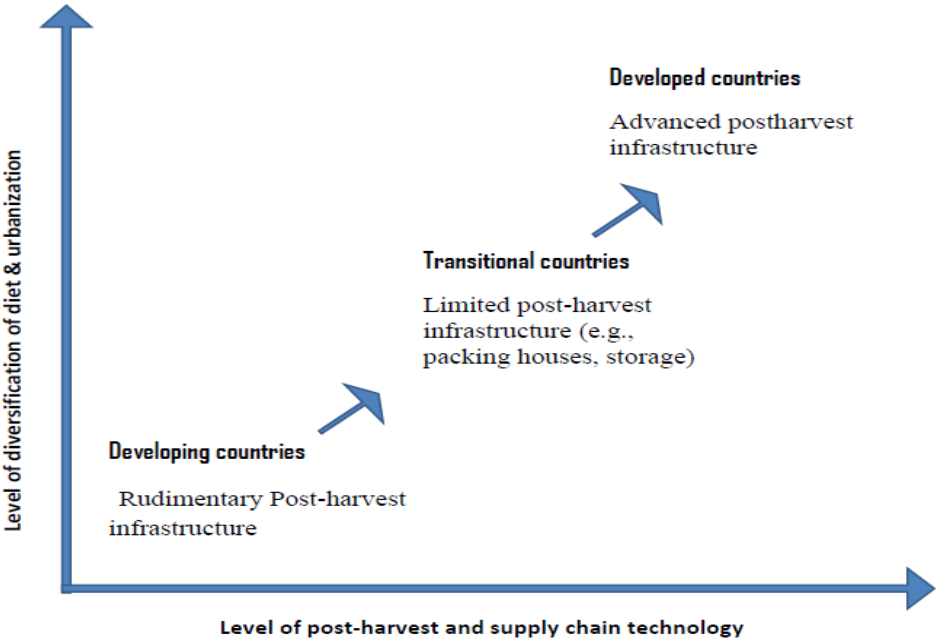 Level of diversification of diet & urbanization
Developed countries
Advanced postharvest
infrastructure
Transitional countries
Limited post-harvest
infrastructure (e.g.,
packing houses, storage)
Developing countries
Rudimentary Post-harvest
infrastructure
Level of post-harvest and supply chain technology